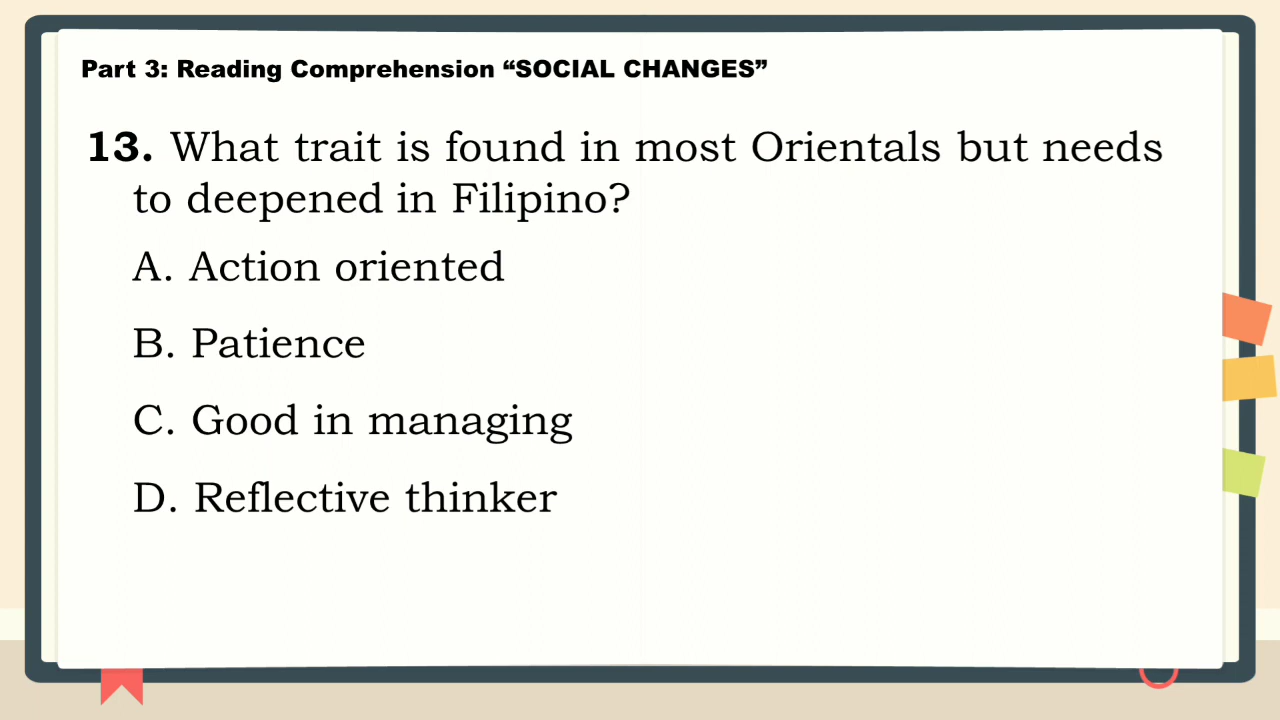 Part 3: Reading Comprehension “SOCIAL CHANGES”
13. What trait is found in most Orientals but needs
to deepened in Filipino?
A. Action oriented
B. Patience
C. Good in managing
D. Reflective thinker